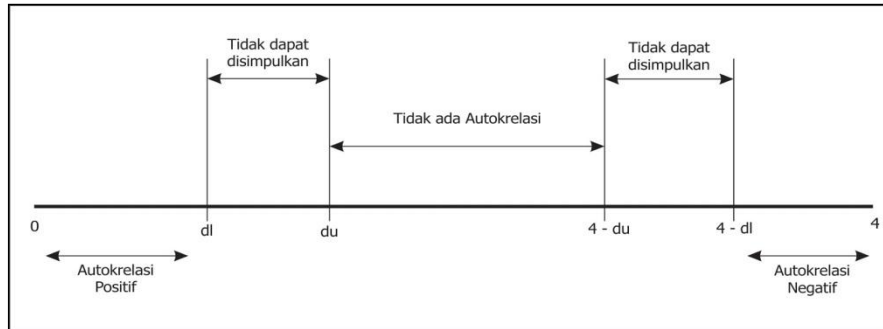 Tidak dapat
disimpulkan
Tidak dapat
disimpulkan
Tidak ada Autokrelasi
0
dl
du
4 - du
4 - dl
4
Autokrelasi
Positif
Autokrelasi
Negatif